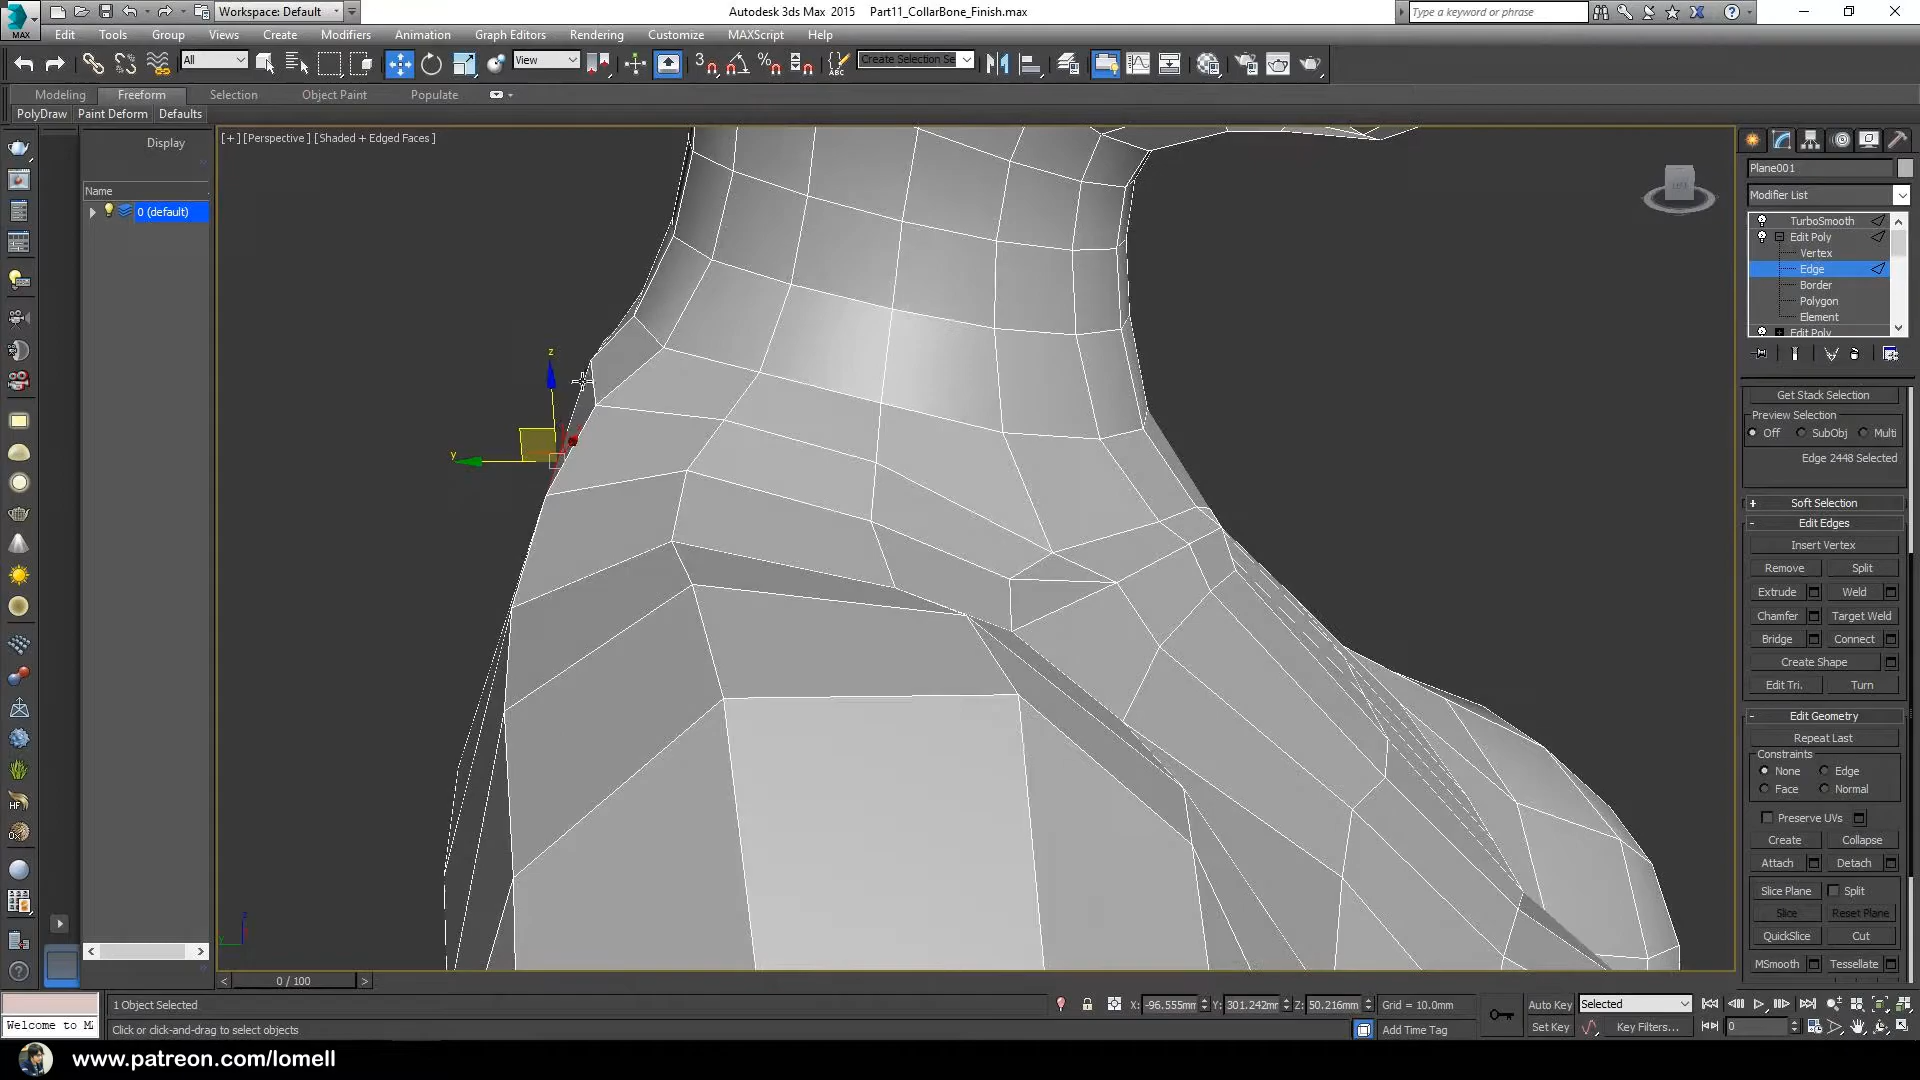 Workspace: Default
Autodesk 3ds Max 2015 Part11_CollarBone_Finish.max
Type a keyword or phrase
MAX
Edit Tools Group Views Create Modifiers Animation Graph Editors Rendering Customize MAXScript Help
All
View
Create Selection Se
Modeling Freeform Selection Object Paint Populate
PolyDraw Paint Deform Defaults
Display
Name
0 (default)
[+] [Perspective] [Shaded + Edged Faces]
z
y
Plane001
Modifier List
TurboSmooth
Edit Poly
Vertex
Edge
Border
Polygon
Element
Edit Poly
Get Stack Selection
Preview Selection
Off SubObj Multi
Edge 2448 Selected
+ Soft Selection
- Edit Edges
Insert Vertex
Remove Split
Extrude Weld
Chamfer Target Weld
Bridge Connect
Create Shape
Edit Tri. Turn
- Edit Geometry
Repeat Last
Constraints
None Edge
Face Normal
Preserve UVs
Create Collapse
Attach Detach
Slice Plane Split
Slice Reset Plane
QuickSlice Cut
MSmooth Tessellate
0 / 100
1 Object Selected
X: -96.555mm Y: 301.242mm Z: 50.216mm Grid = 10.0mm
Auto Key Selected
Welcome to M
Click or click-and-drag to select objects
Add Time Tag
Set Key Key Filters... 0
www.patreon.com/lomell